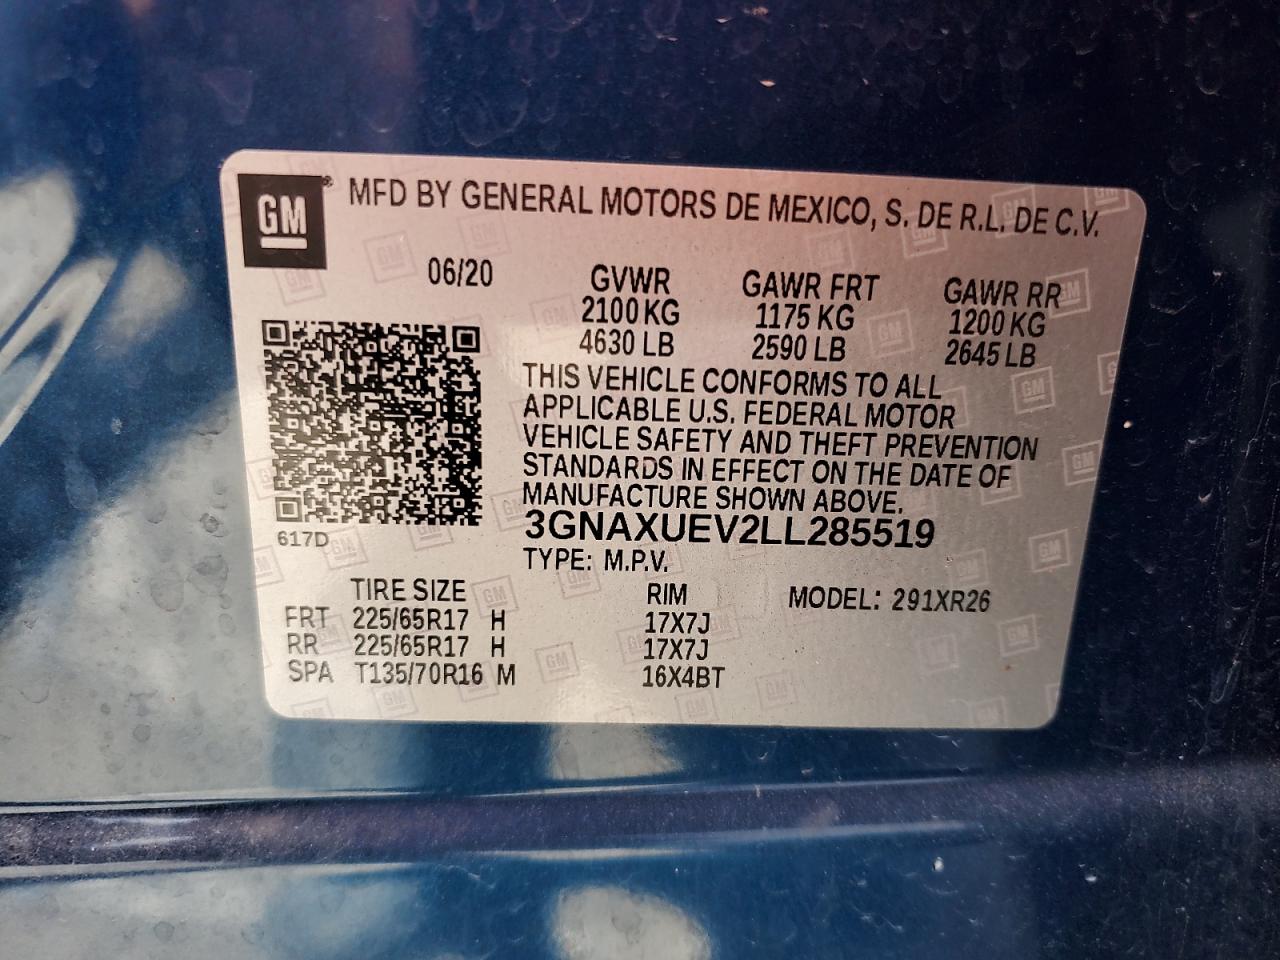 GM® MFD BY GENERAL MOTORS DE MEXICO, S. DE R.L. DE C.V.
06/20 GVWR GAWR FRT GAWR RR
2100 KG 1175 KG 1200 KG
4630 LB 2590 LB 2645 LB
THIS VEHICLE CONFORMS TO ALL
APPLICABLE U.S. FEDERAL MOTOR
VEHICLE SAFETY AND THEFT PREVENTION
STANDARDS IN EFFECT ON THE DATE OF
MANUFACTURE SHOWN ABOVE.
3GNAXUEV2LL285519
617D
TYPE: M.P.V.
TIRE SIZE RIM MODEL: 291XR26
FRT 225/65R17 H 17X7J
RR 225/65R17 H 17X7J
SPA T135/70R16 M 16X4BT